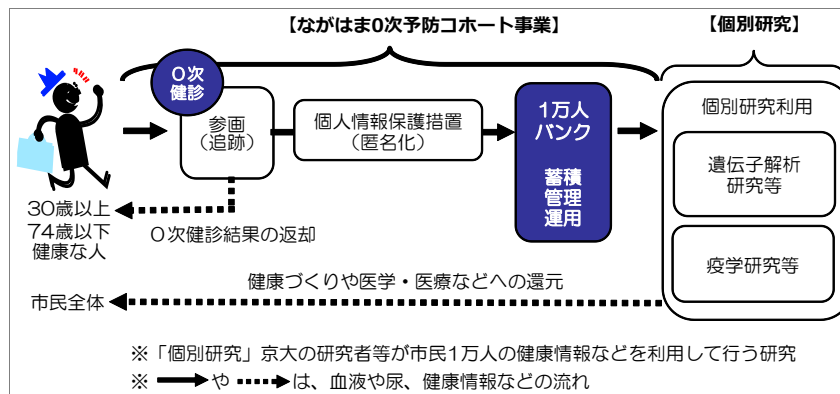 【ながはま0次予防コホート事業】
【個別研究】
０次
健診
参画
（追跡）
個人情報保護措置
（匿名化）
１万人
バンク
蓄積
管理
運用
個別研究利用
遺伝子解析
研究等
疫学研究等
30歳以上
74歳以下
健康な人
０次健診結果の返却
健康づくりや医学・医療などへの還元
市民全体
※「個別研究」京大の研究者等が市民1万人の健康情報などを利用して行う研究
※ や は、血液や尿、健康情報などの流れ